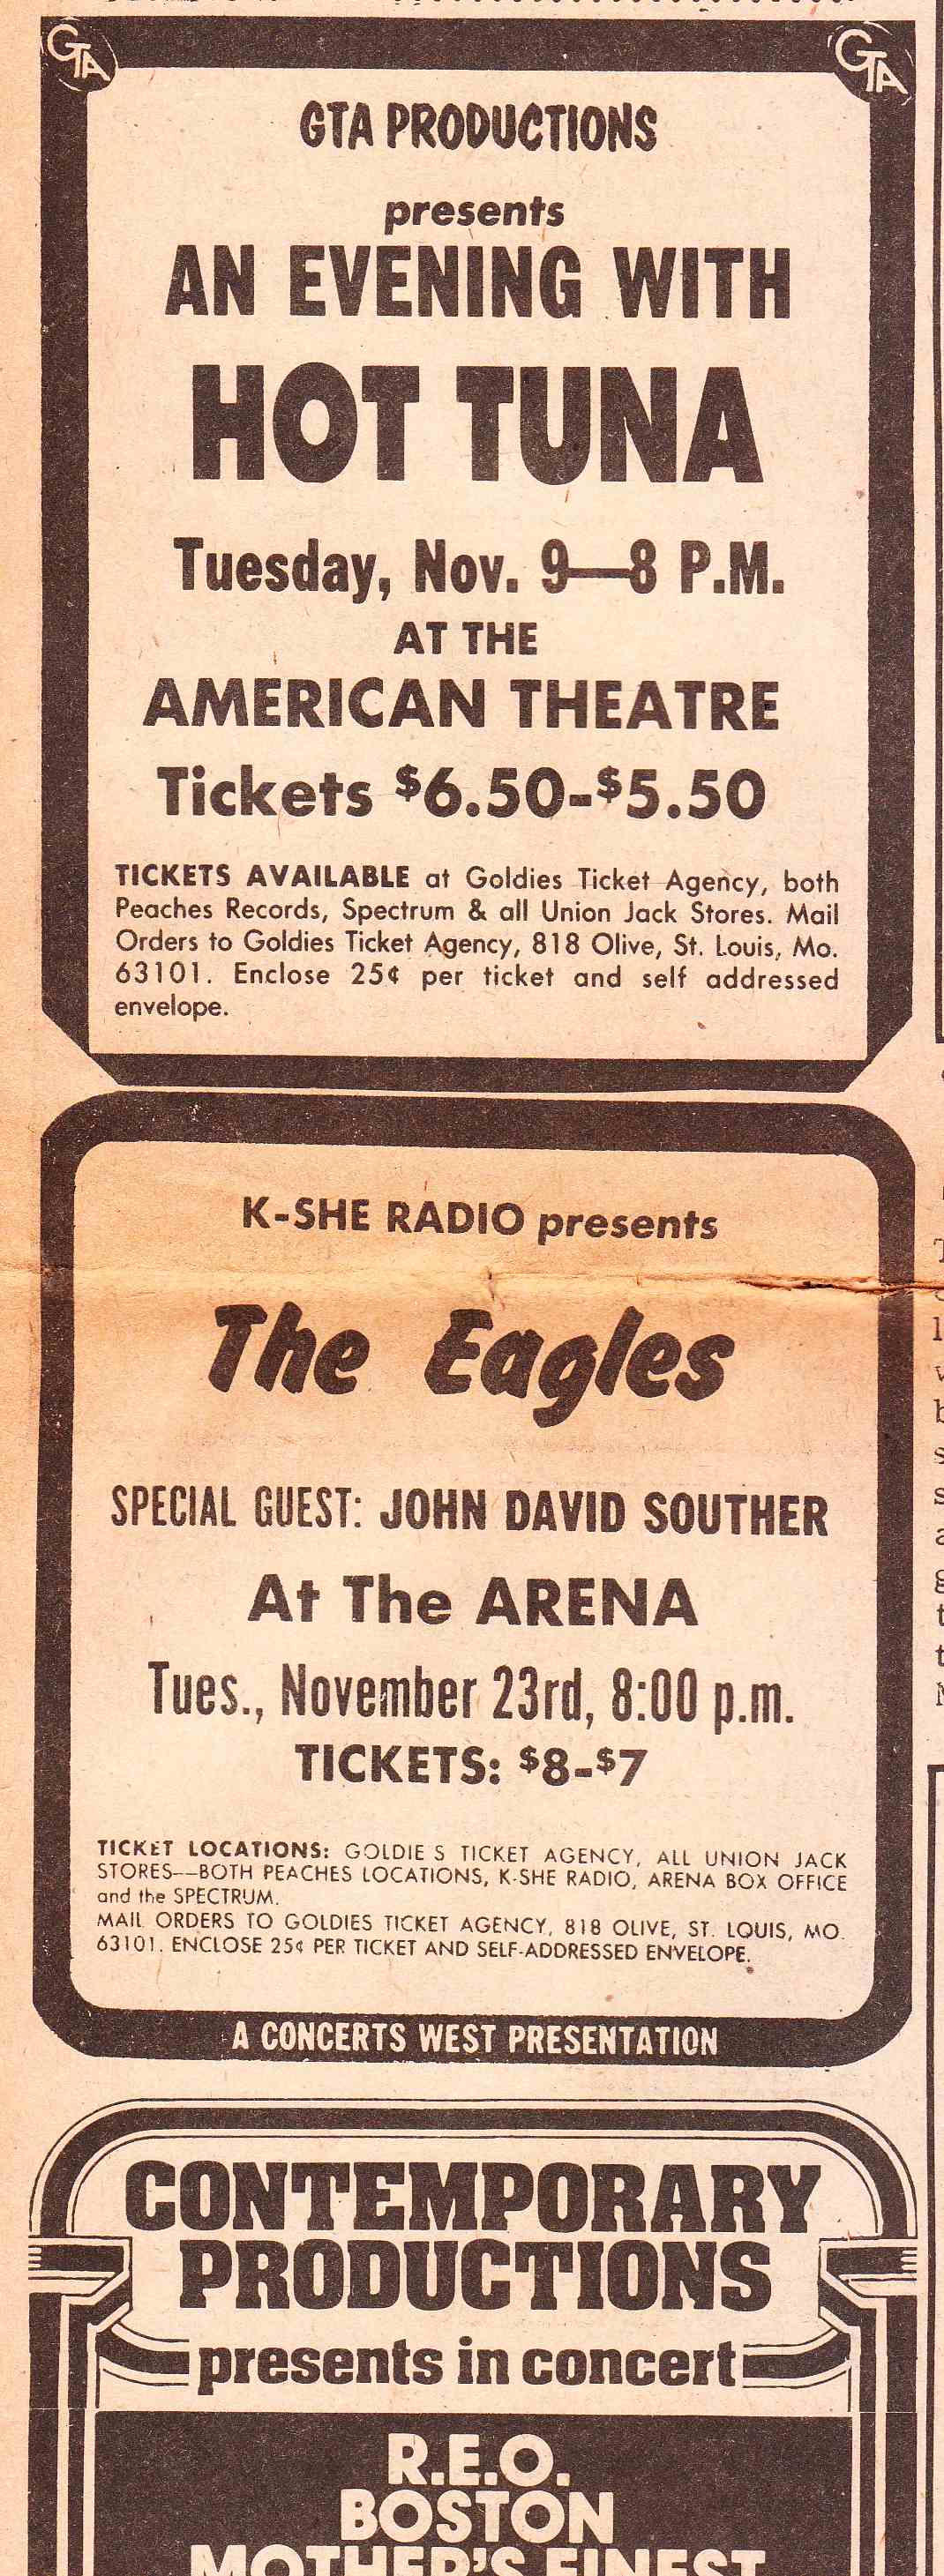 GTA GTA
GTA PRODUCTIONS
presents
AN EVENING WITH
HOT TUNA
Tuesday, Nov. 9—8 P.M.
AT THE
AMERICAN THEATRE
Tickets $6.50-$5.50
TICKETS AVAILABLE at Goldies Ticket Agency, both
Peaches Records, Spectrum & all Union Jack Stores. Mail
Orders to Goldies Ticket Agency, 818 Olive, St. Louis, Mo.
63101. Enclose 25¢ per ticket and self addressed
envelope.
K-SHE RADIO presents
The Eagles
SPECIAL GUEST: JOHN DAVID SOUTHER
At The ARENA
Tues., November 23rd, 8:00 p.m.
TICKETS: $8-$7
TICKET LOCATIONS: GOLDIE S TICKET AGENCY, ALL UNION JACK
STORES—BOTH PEACHES LOCATIONS, K-SHE RADIO, ARENA BOX OFFICE
and the SPECTRUM.
MAIL ORDERS TO GOLDIES TICKET AGENCY, 818 OLIVE, ST. LOUIS, MO.
63101. ENCLOSE 25¢ PER TICKET AND SELF-ADDRESSED ENVELOPE.
A CONCERTS WEST PRESENTATION
CONTEMPORARY
PRODUCTIONS
presents in concert
R.E.O.
BOSTON
MOTHER'S FINEST